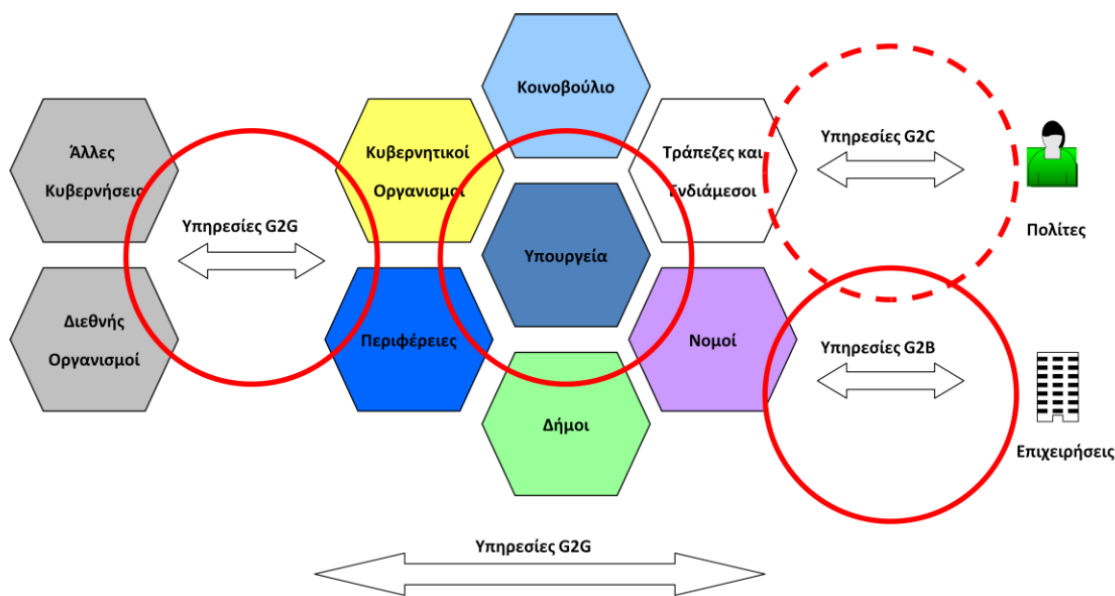 Άλλες
Κυβερνήσεις
Διεθνής
Οργανισμοί
Υπηρεσίες G2G
Κυβερνητικοί
Οργανισμοί
Περιφέρειες
Κοινοβούλιο
Υπουργεία
Δήμοι
Τράπεζες και
Ενδιάμεσοι
Νομοί
Υπηρεσίες G2C
Πολίτες
Υπηρεσίες G2B
Επιχειρήσεις
Υπηρεσίες G2G